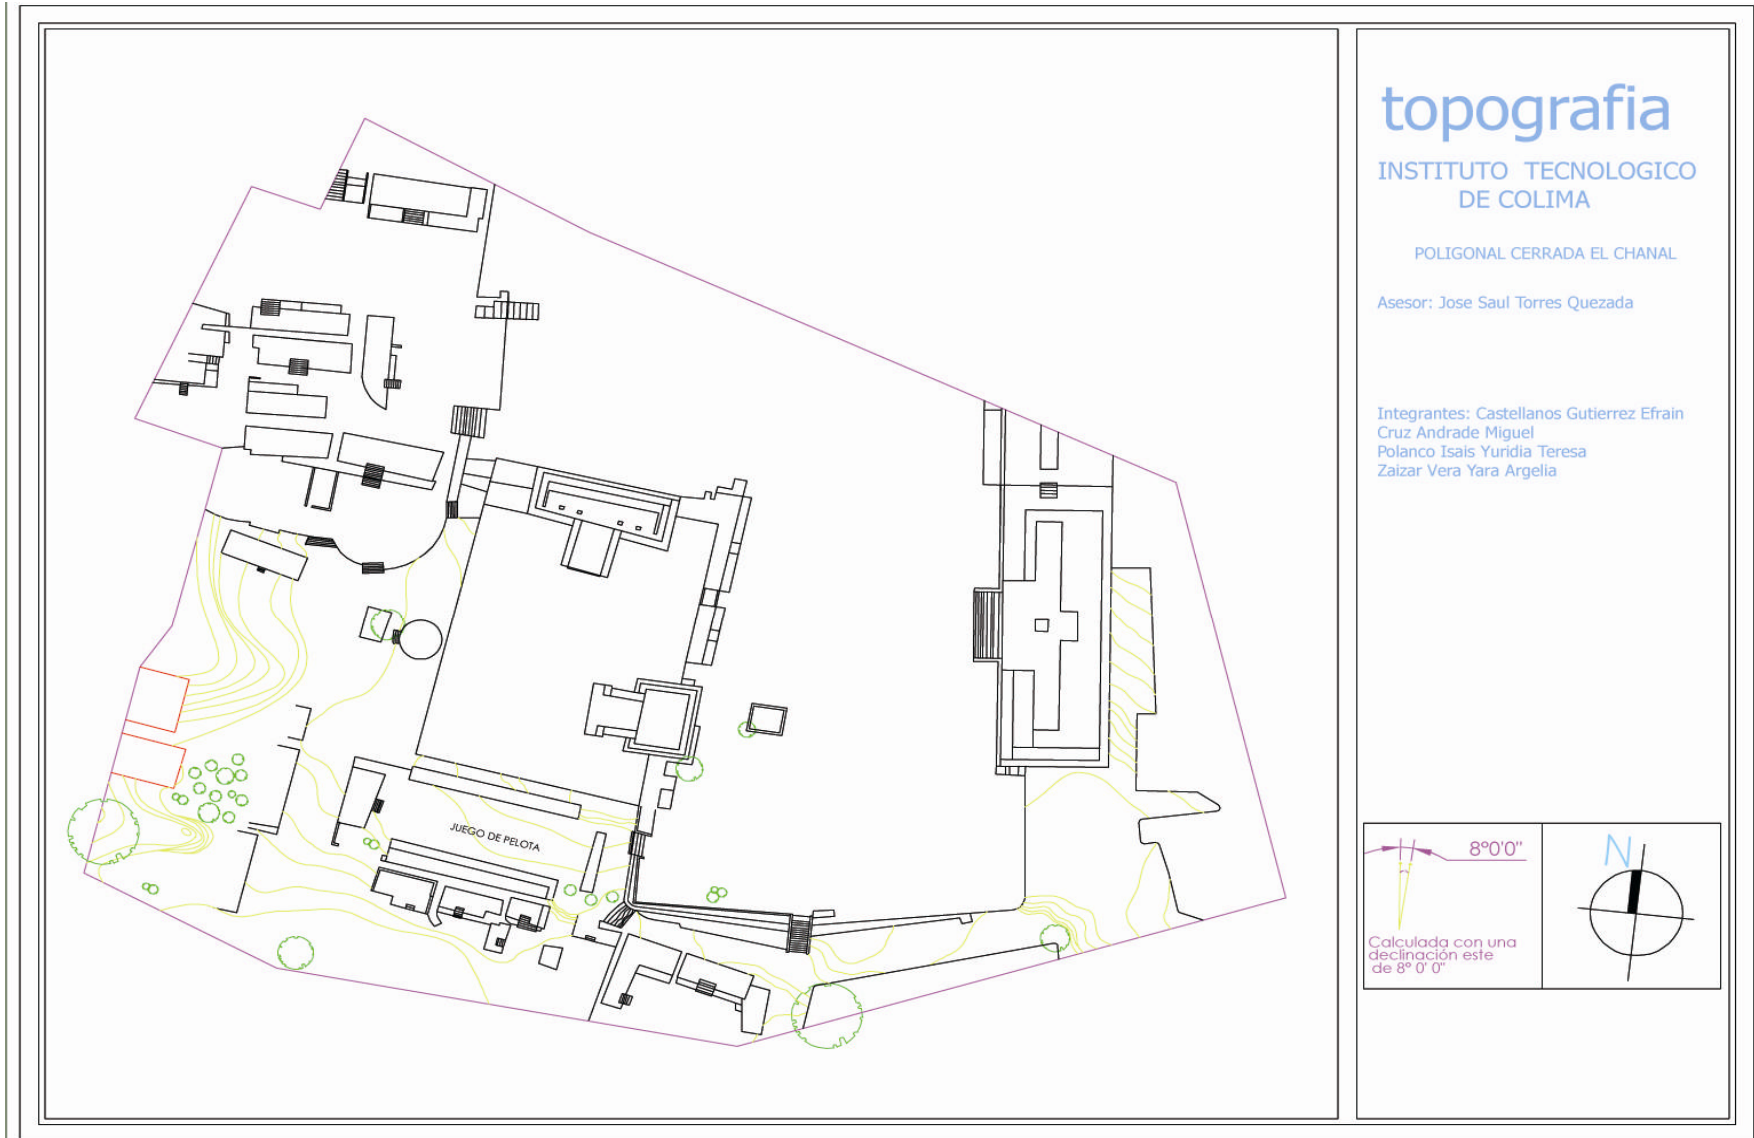 topografia
INSTITUTO TECNOLOGICO
DE COLIMA
POLIGONAL CERRADA EL CHANAL
Asesor: Jose Saul Torres Quezada
Integrantes: Castellanos Gutierrez Efrain
Cruz Andrade Miguel
Polanco Isais Yuridia Teresa
Zaizar Vera Yara Argelia
JUEGO DE PELOTA
8°0'0"
N
Calculada con una
declinación este
de 8° 0' 0"